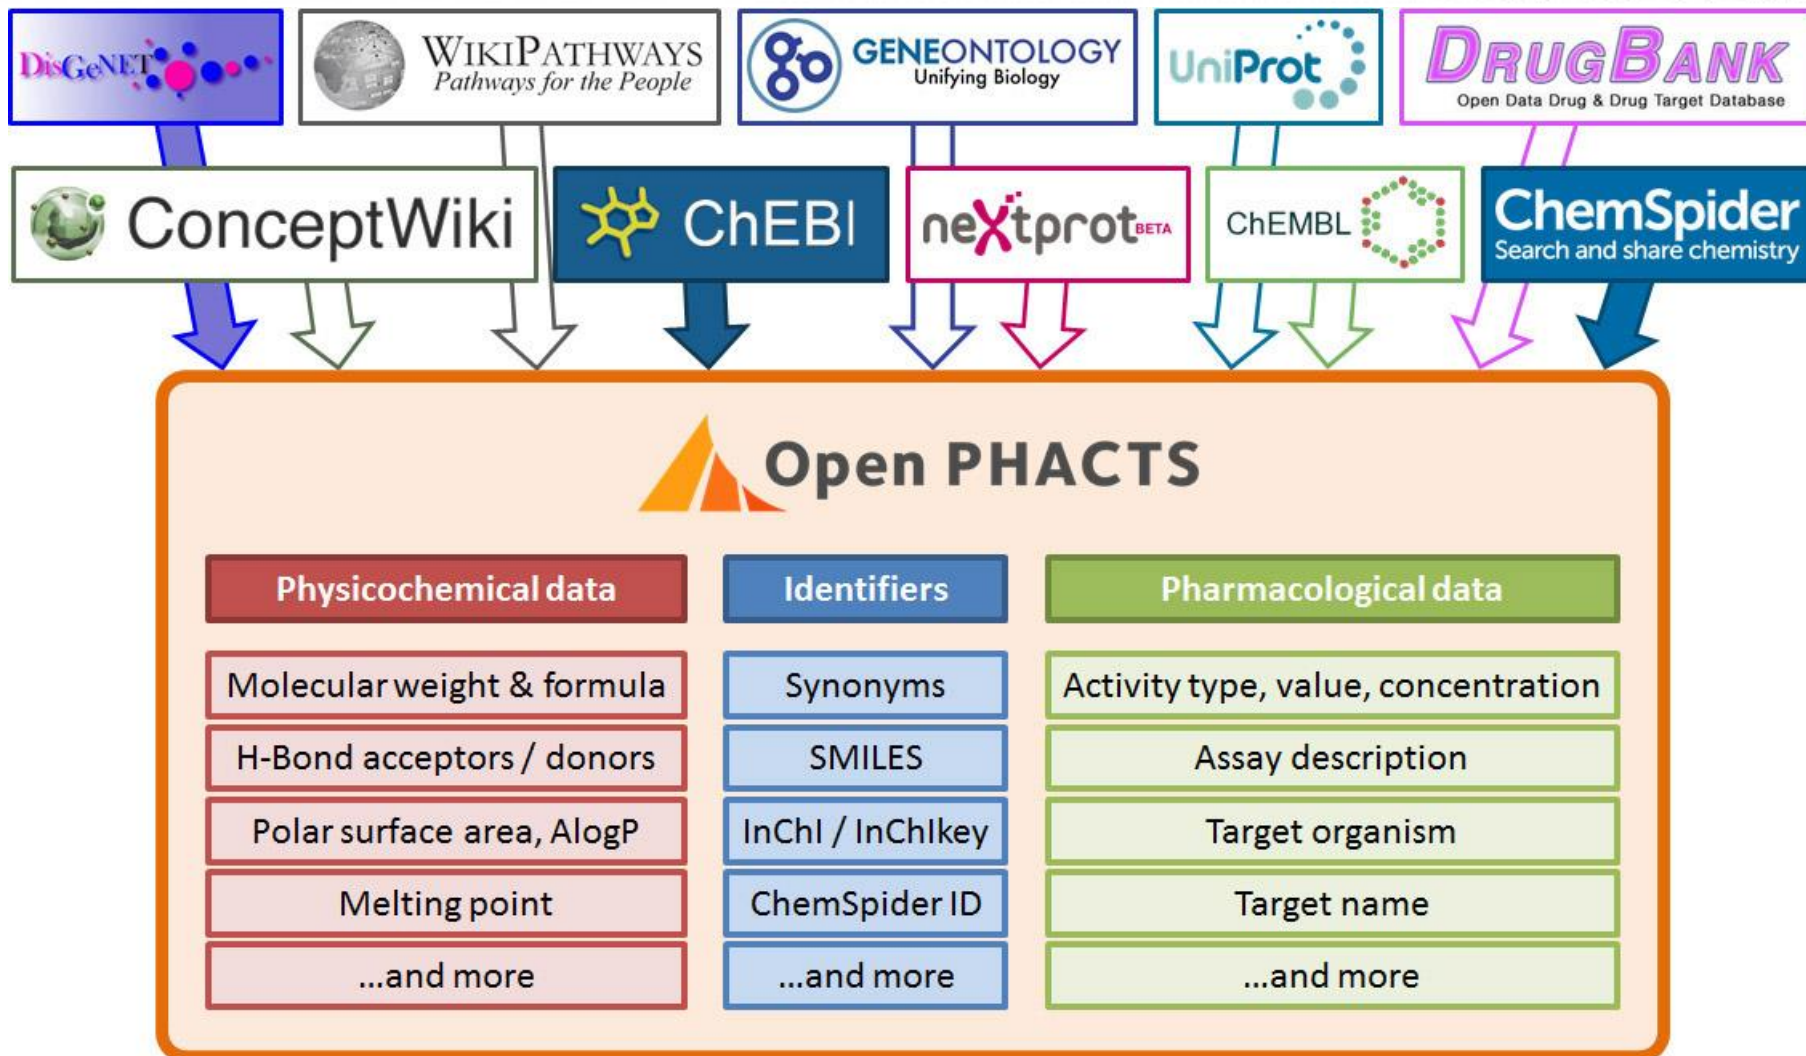 DisGeNET
WIKIPATHWAYS
Pathways for the People
GENEONTOLOGY
Unifying Biology
UniProt
DRUGBANK
Open Data Drug & Drug Target Database
ConceptWiki
ChEBI
neXtprot BETA
ChEMBL
ChemSpider
Search and share chemistry
Open PHACTS
Physicochemical data
Identifiers
Pharmacological data
Molecular weight & formula
Synonyms
Activity type, value, concentration
H-Bond acceptors / donors
SMILES
Assay description
Polar surface area, AlogP
InChI / InChIkey
Target organism
Melting point
ChemSpider ID
Target name
...and more
...and more
...and more